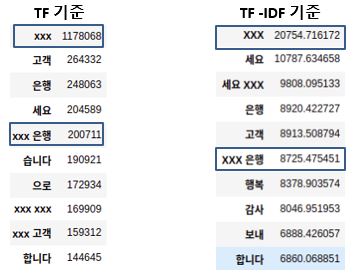 TF 기준
xxx 1178068
고객 264332
은행 248063
세요 204589
xxx 은행 200711
습니다 190921
으로 172934
xxx xxx 169909
xxx 고객 159312
합니다 144645
TF -IDF 기준
XXX 20754.716172
세요 10787.634658
세요 XXX 9808.095133
은행 8920.422727
고객 8913.508794
XXX 은행 8725.475451
행복 8378.903574
감사 8046.951953
보내 6888.426057
합니다 6860.068851